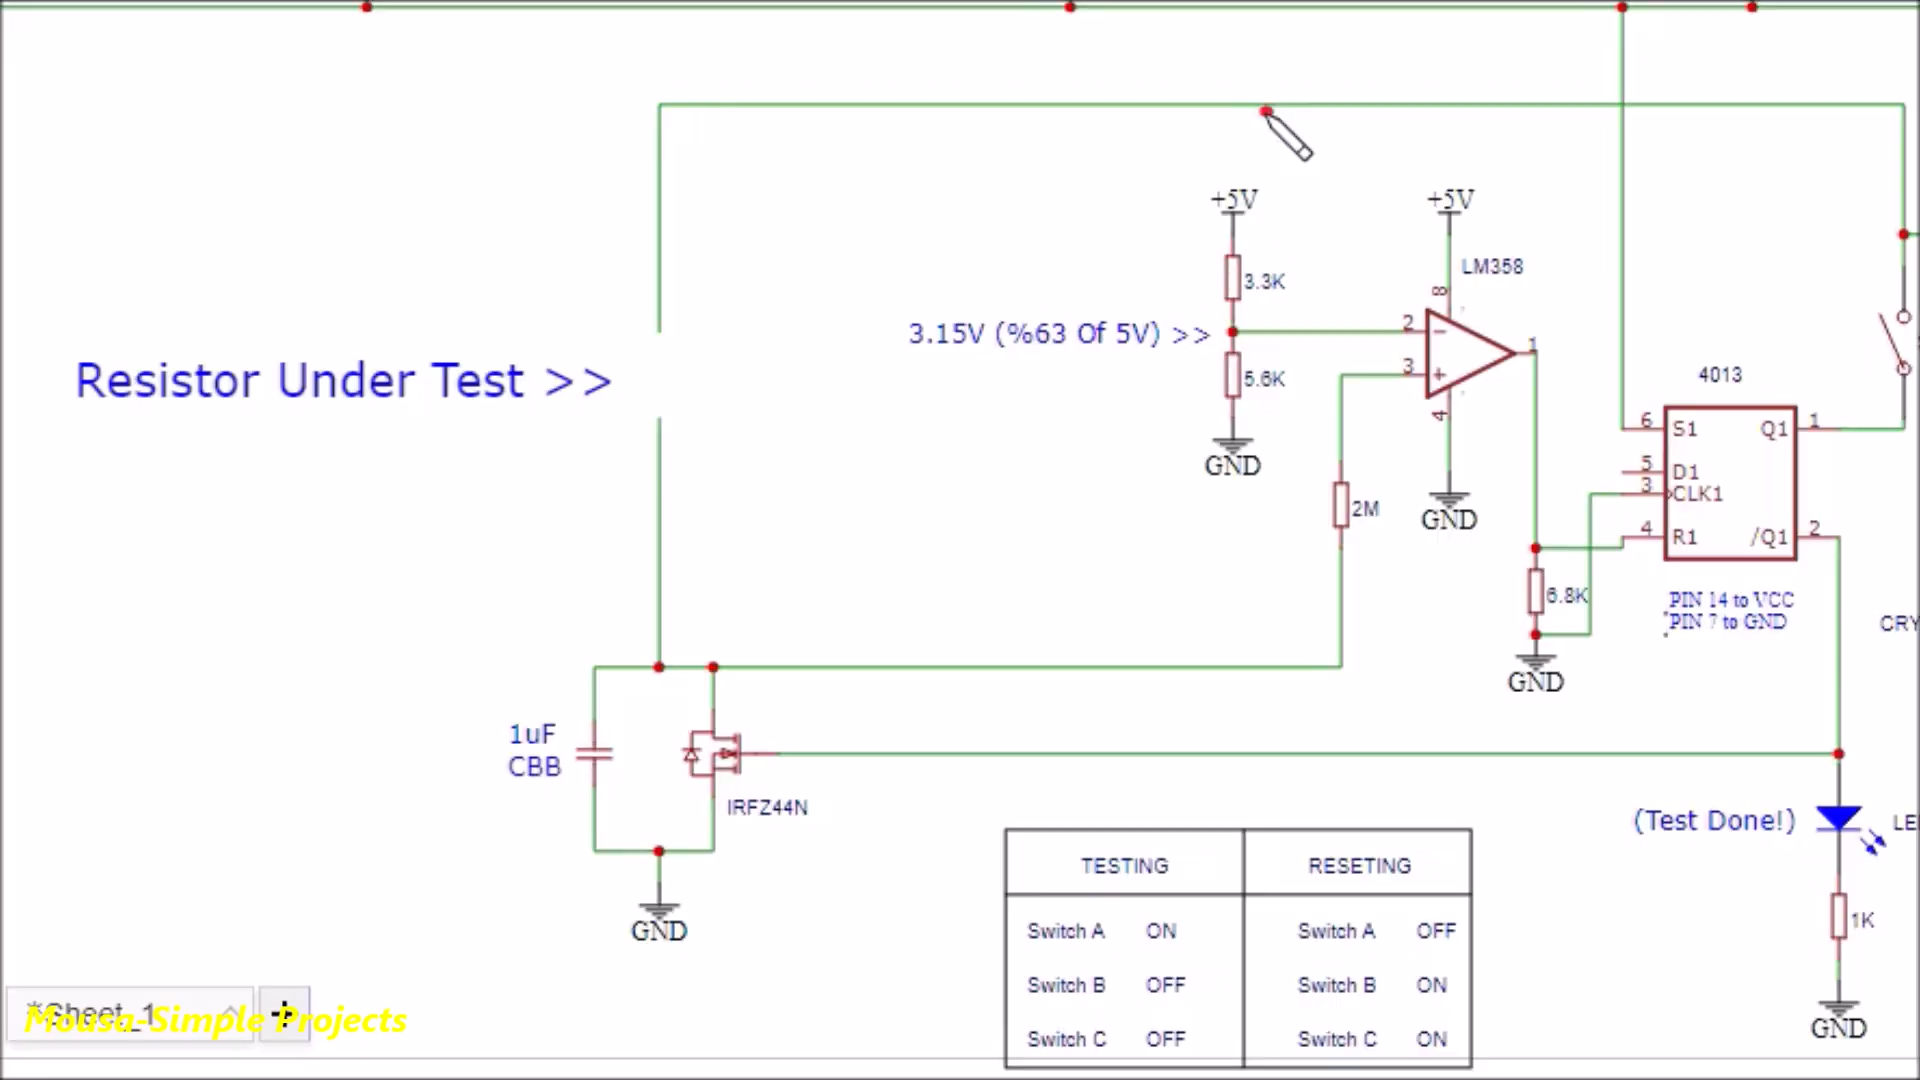 +5V
+5V
LM358
3.3K
3.15V (%63 Of 5V) >>
5.6K
2
3
8
4
1
GND
GND
Resistor Under Test >>
2M
4013
6
S1
Q1
1
5
D1
3
CLK1
4
R1
/Q1
2
6.8K
PIN 14 to VCC
PIN 7 to GND
CRY
GND
1uF
CBB
IRFZ44N
GND
(Test Done!)
LE
1K
GND
TESTING
RESETING
Switch A ON
Switch A OFF
Switch B OFF
Switch B ON
Switch C OFF
Switch C ON
*Sheet_1
Mousa-Simple Projects